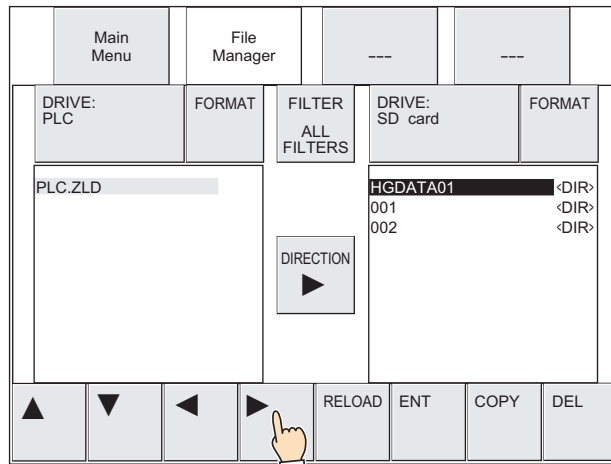 Main
Menu
File
Manager
---
---
DRIVE:
PLC
FORMAT
FILTER
ALL
FILTERS
DRIVE:
SD card
FORMAT
PLC.ZLD
HGDATA01 <DIR>
001 <DIR>
002 <DIR>
DIRECTION
RELOAD
ENT
COPY
DEL